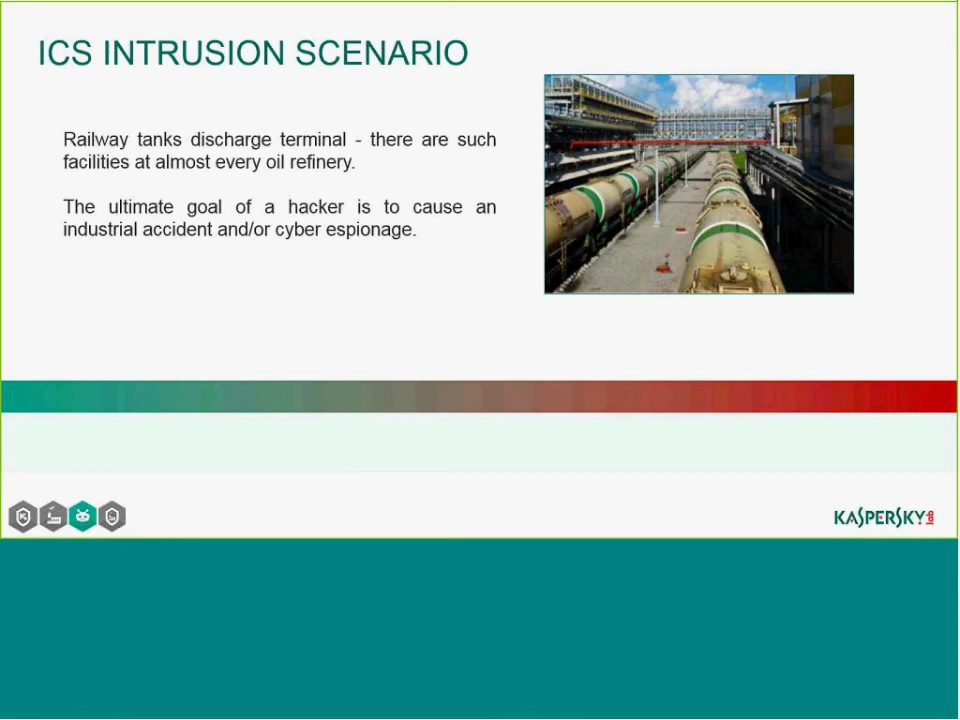 ICS INTRUSION SCENARIO
Railway tanks discharge terminal - there are such
facilities at almost every oil refinery.
The ultimate goal of a hacker is to cause an
industrial accident and/or cyber espionage.
KASPERSKY